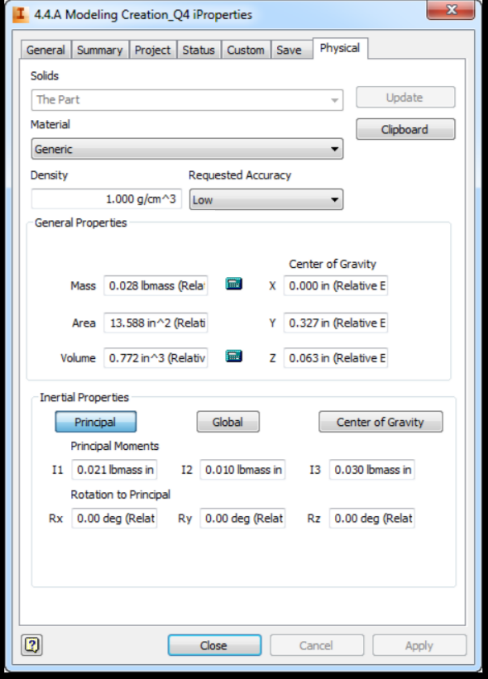 I 4.4.A Modeling Creation_Q4 iProperties x
General Summary Project Status Custom Save Physical
Solids
The Part Update
Material Clipboard
Generic
Density Requested Accuracy
1.000 g/cm^3 Low
General Properties
Center of Gravity
Mass 0.028 lbmass (Rela X 0.000 in (Relative E
Area 13.588 in^2 (Relati Y 0.327 in (Relative E
Volume 0.772 in^3 (Relativ Z 0.063 in (Relative E
Inertial Properties
Principal Global Center of Gravity
Principal Moments
I1 0.021 lbmass in I2 0.010 lbmass in I3 0.030 lbmass in
Rotation to Principal
Rx 0.00 deg (Relat Ry 0.00 deg (Relat Rz 0.00 deg (Relat
? Close Cancel Apply